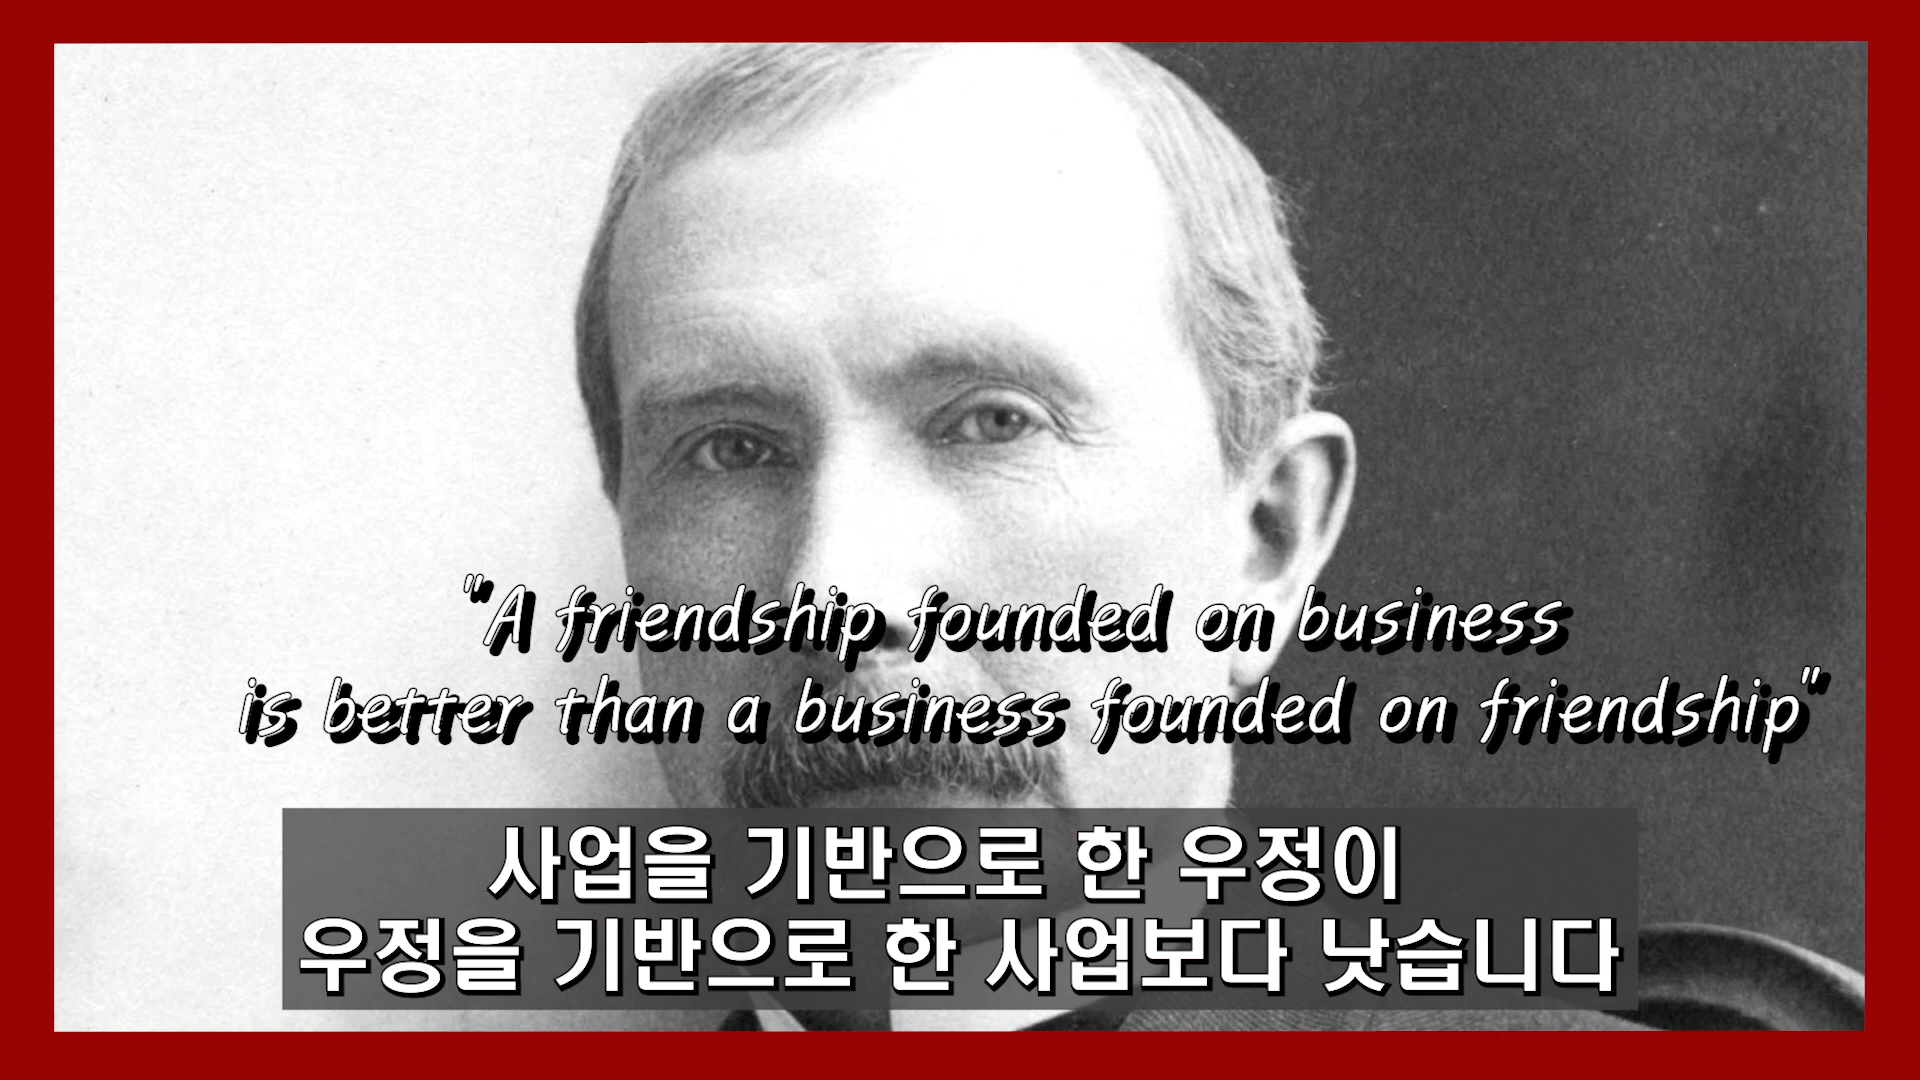 "A friendship founded on business
is better than a business founded on friendship"
사업을 기반으로 한 우정이
우정을 기반으로 한 사업보다 낫습니다